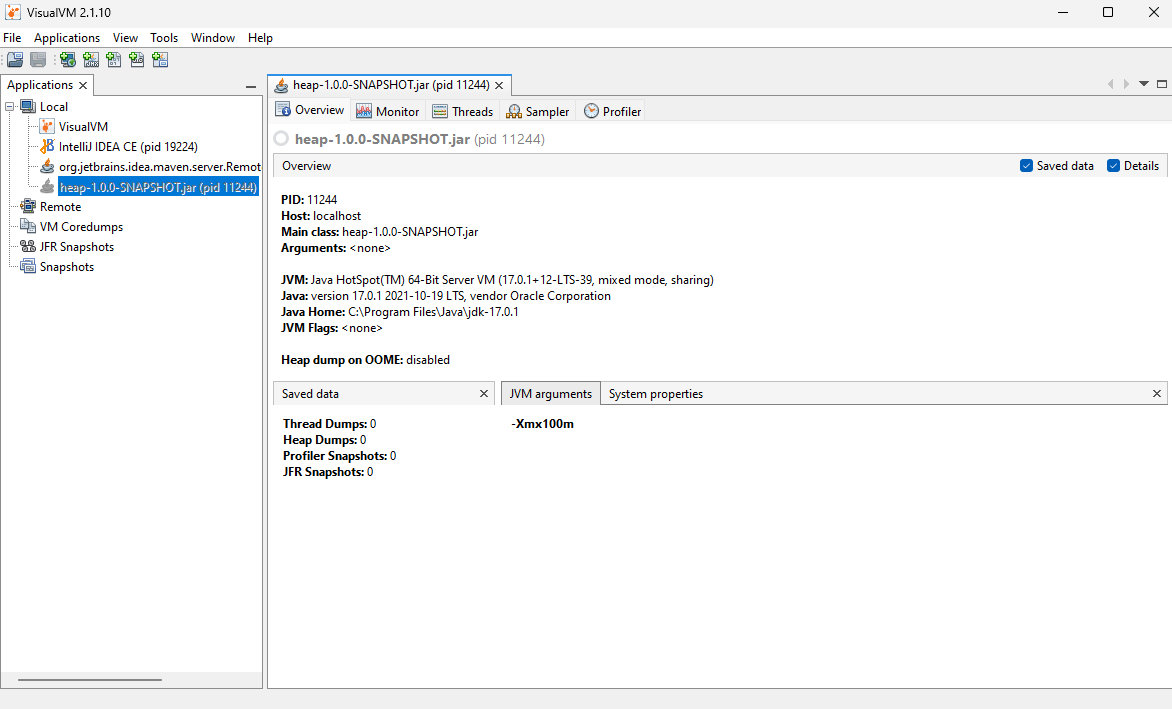 VisualVM 2.1.10
File Applications View Tools Window Help
Applications
Local
VisualVM
IntelliJ IDEA CE (pid 19224)
org.jetbrains.idea.maven.server.Remot
heap-1.0.0-SNAPSHOT.jar (pid 11244)
Remote
VM Coredumps
JFR Snapshots
Snapshots
heap-1.0.0-SNAPSHOT.jar (pid 11244)
Overview Monitor Threads Sampler Profiler
heap-1.0.0-SNAPSHOT.jar (pid 11244)
Overview Saved data Details
PID: 11244
Host: localhost
Main class: heap-1.0.0-SNAPSHOT.jar
Arguments: <none>
JVM: Java HotSpot(TM) 64-Bit Server VM (17.0.1+12-LTS-39, mixed mode, sharing)
Java: version 17.0.1 2021-10-19 LTS, vendor Oracle Corporation
Java Home: C:\Program Files\Java\jdk-17.0.1
JVM Flags: <none>
Heap dump on OOME: disabled
Saved data
Thread Dumps: 0
Heap Dumps: 0
Profiler Snapshots: 0
JFR Snapshots: 0
JVM arguments System properties
-Xmx100m